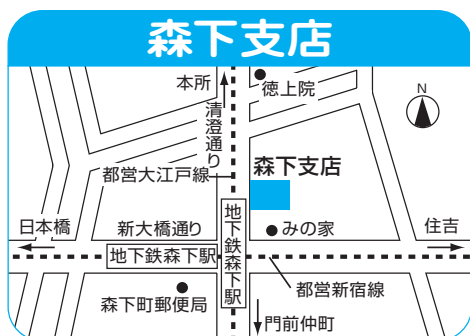 森下支店
本所
徳上院
N
清澄通り
都営大江戸線
森下支店
日本橋
新大橋通り
地下鉄森下駅
みの家
住吉
地下鉄森下駅
都営新宿線
森下町郵便局
門前仲町